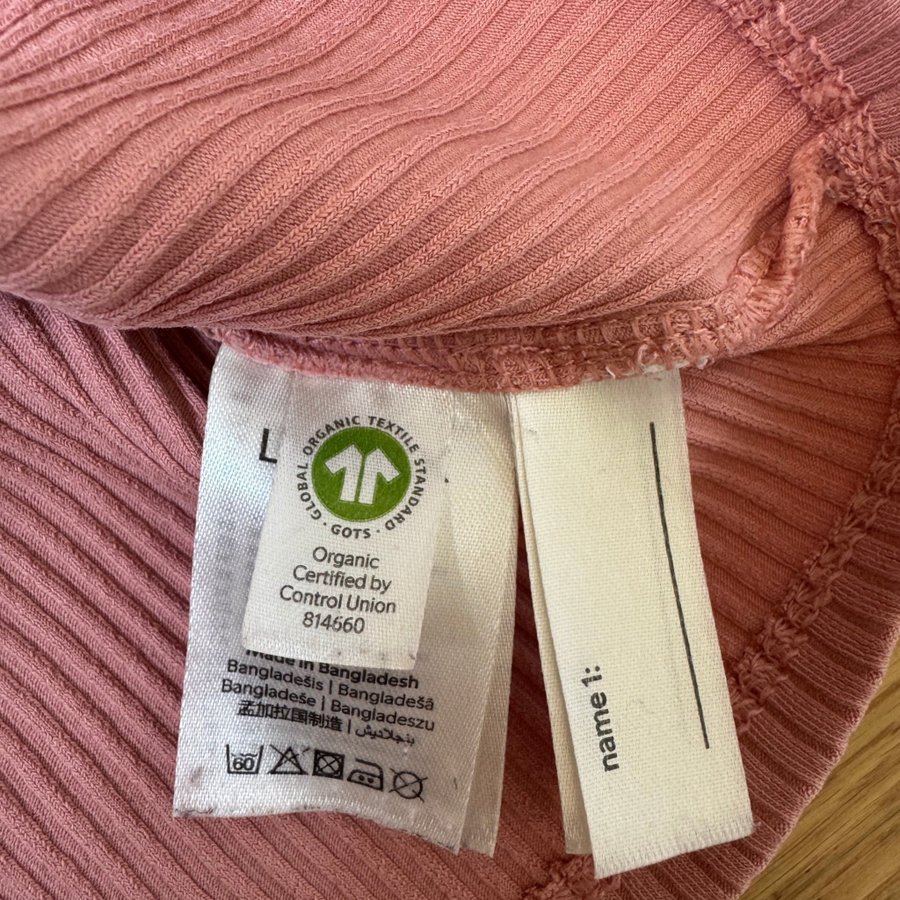 L
GLOBAL ORGANIC TEXTILE STANDARD · GOTS ·
Organic
Certified by
Control Union
814660
Made in Bangladesh
Bangladešis | Bangladešā
Bangladeše | Bangladeszu
孟加拉国制造 | بنجلاديش
60
name 1: